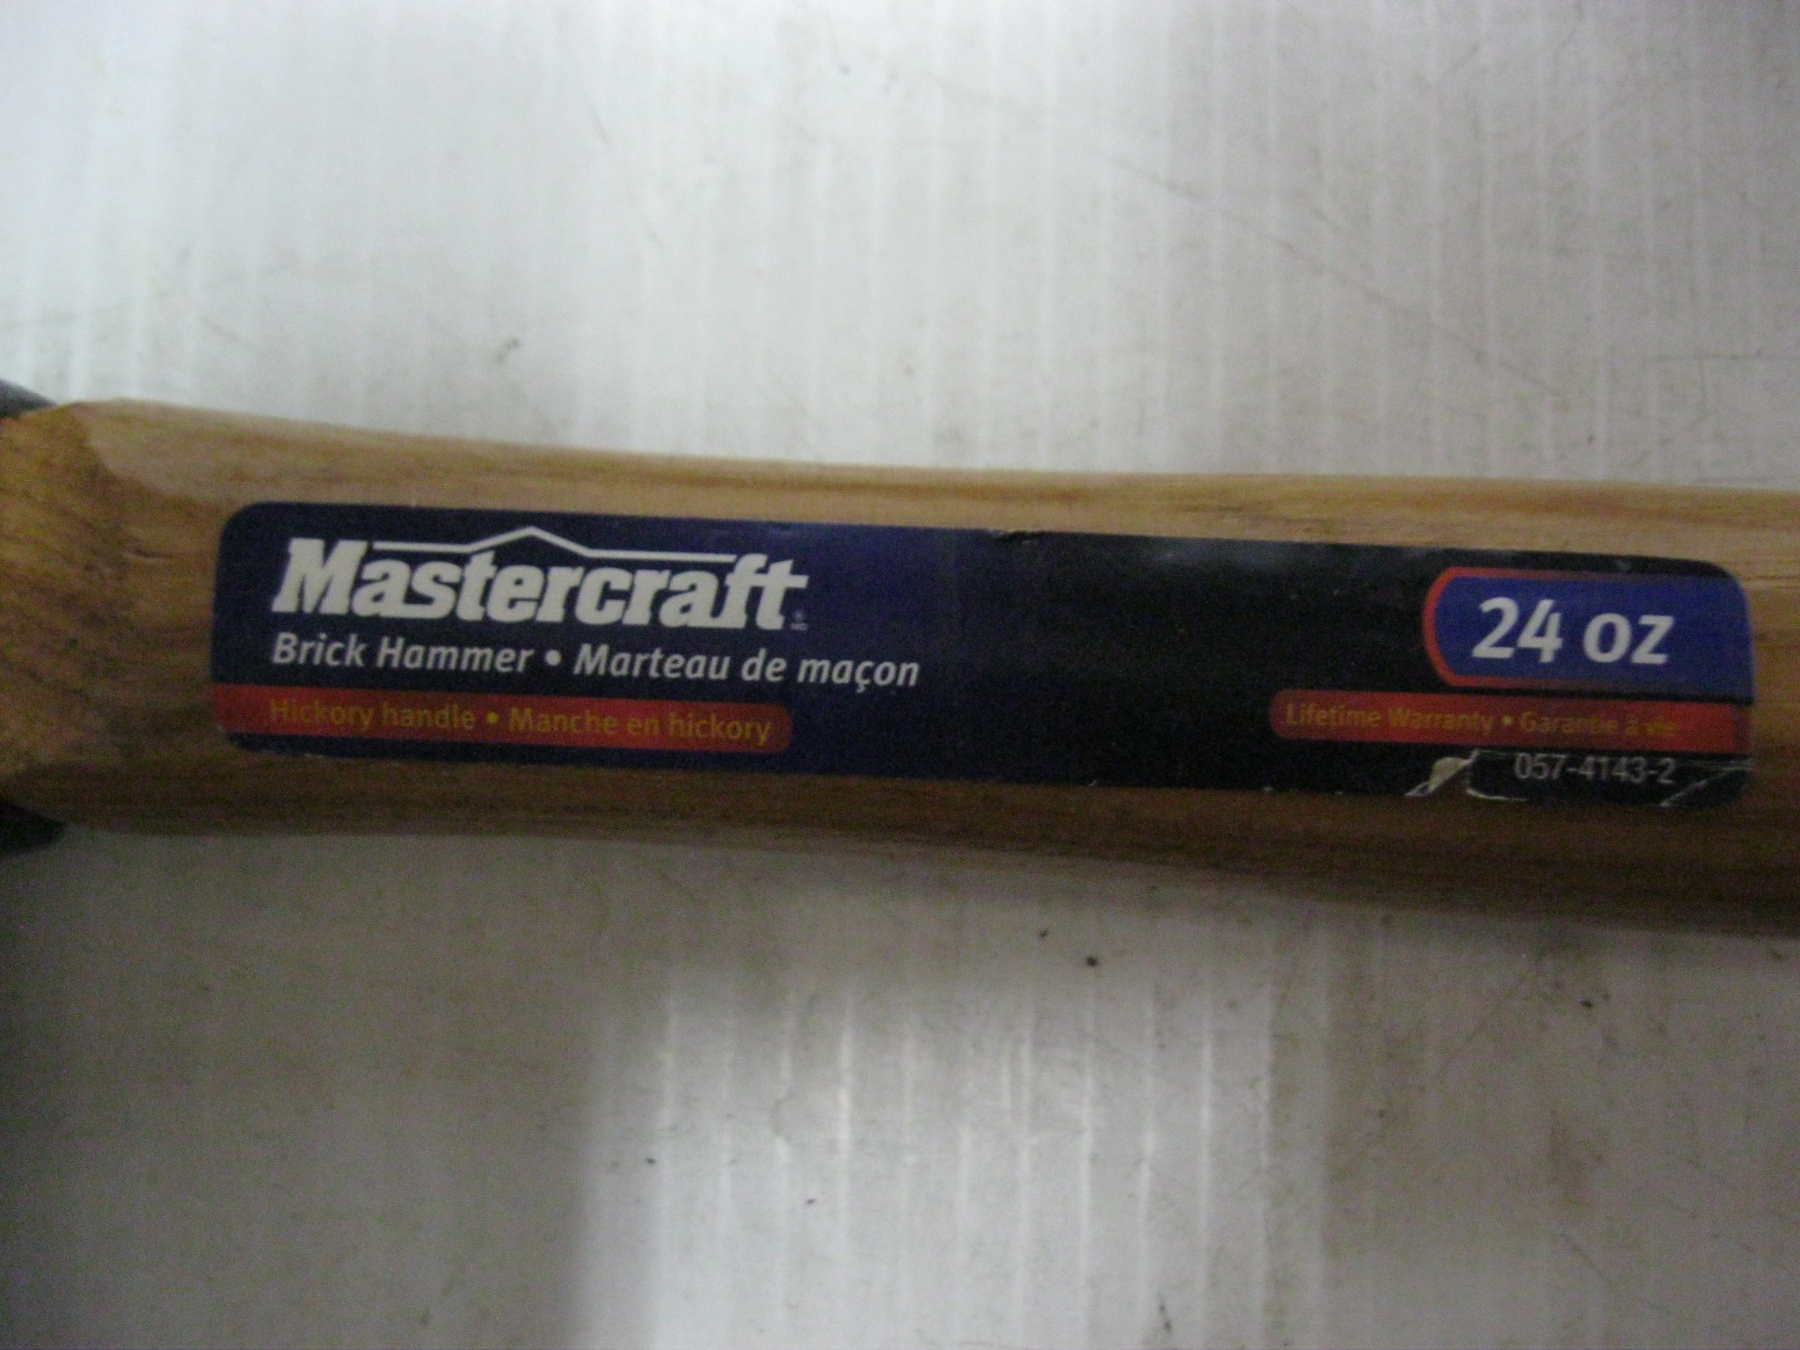 Mastercraft
Brick Hammer • Marteau de maçon
Hickory handle • Manche en hickory
24 oz
Lifetime Warranty • Garantie à vie
057-4143-2